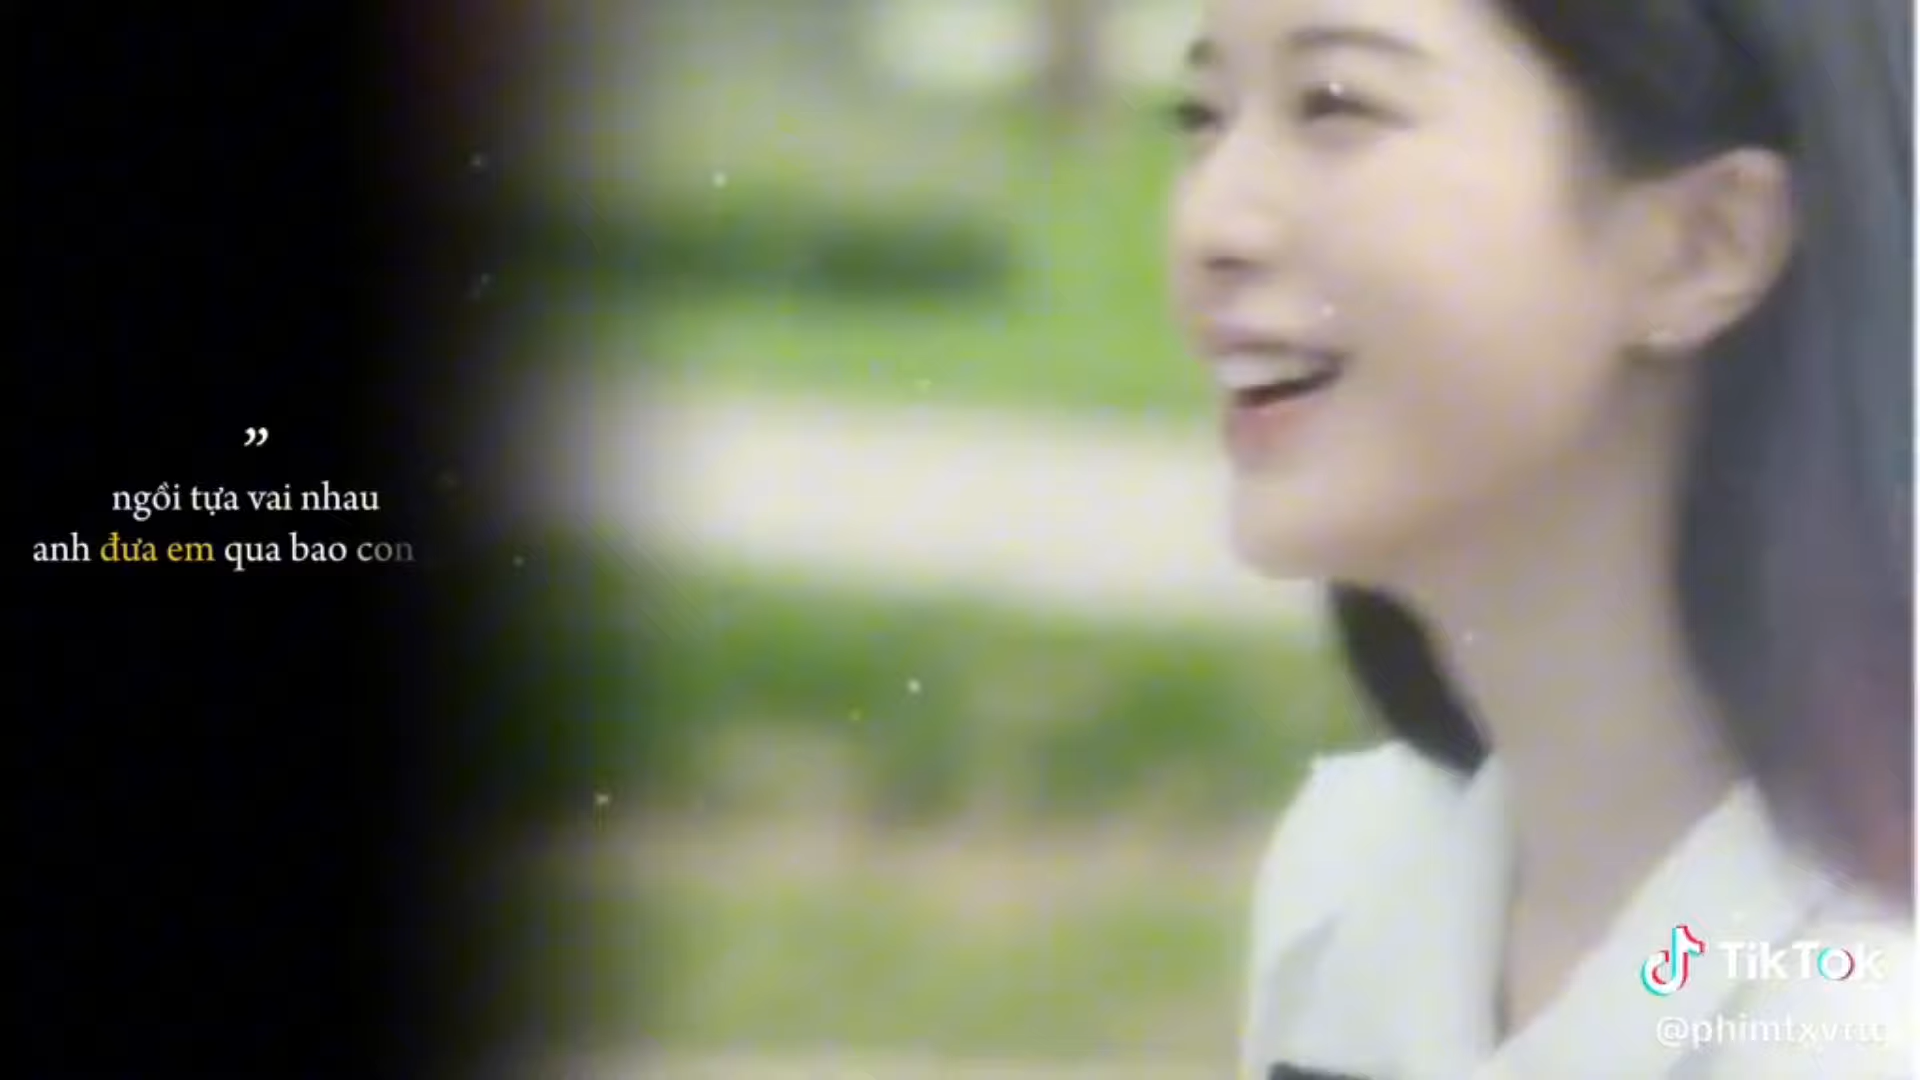 ”
ngồi tựa vai nhau
anh đưa em qua bao con
TikTok